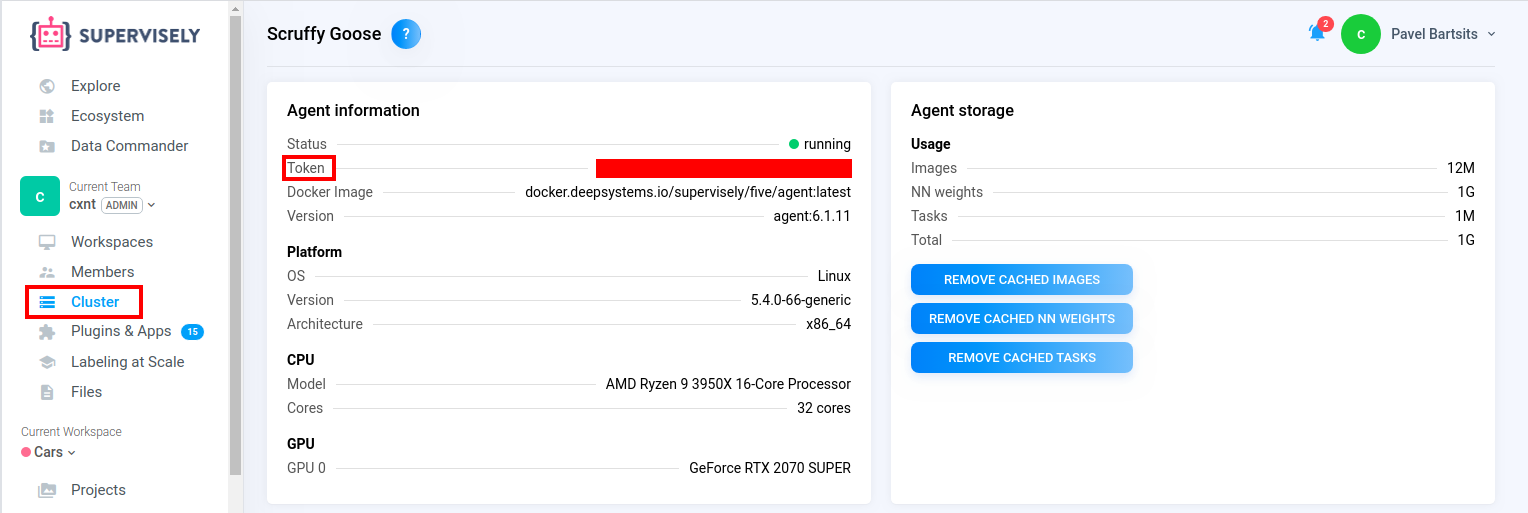 SUPERVISELY
Explore
Ecosystem
Data Commander
C
Current Team
cxnt ADMIN
Workspaces
Members
Cluster
Plugins & Apps 15
Labeling at Scale
Files
Current Workspace
Cars
Projects
Scruffy Goose ?
2
C
Pavel Bartsits
Agent information
Status running
Token
Docker Image docker.deepsystems.io/supervisely/five/agent:latest
Version agent:6.1.11
Platform
OS Linux
Version 5.4.0-66-generic
Architecture x86_64
CPU
Model AMD Ryzen 9 3950X 16-Core Processor
Cores 32 cores
GPU
GPU 0 GeForce RTX 2070 SUPER
Agent storage
Usage
Images 12M
NN weights 1G
Tasks 1M
Total 1G
REMOVE CACHED IMAGES
REMOVE CACHED NN WEIGHTS
REMOVE CACHED TASKS